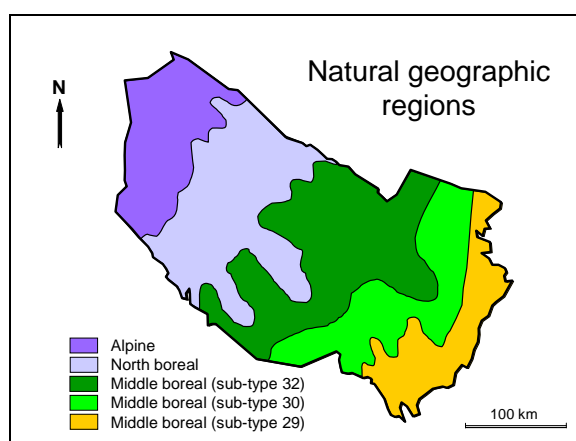 Natural geographic
regions
N
Alpine
North boreal
Middle boreal (sub-type 32)
Middle boreal (sub-type 30)
Middle boreal (sub-type 29)
100 km